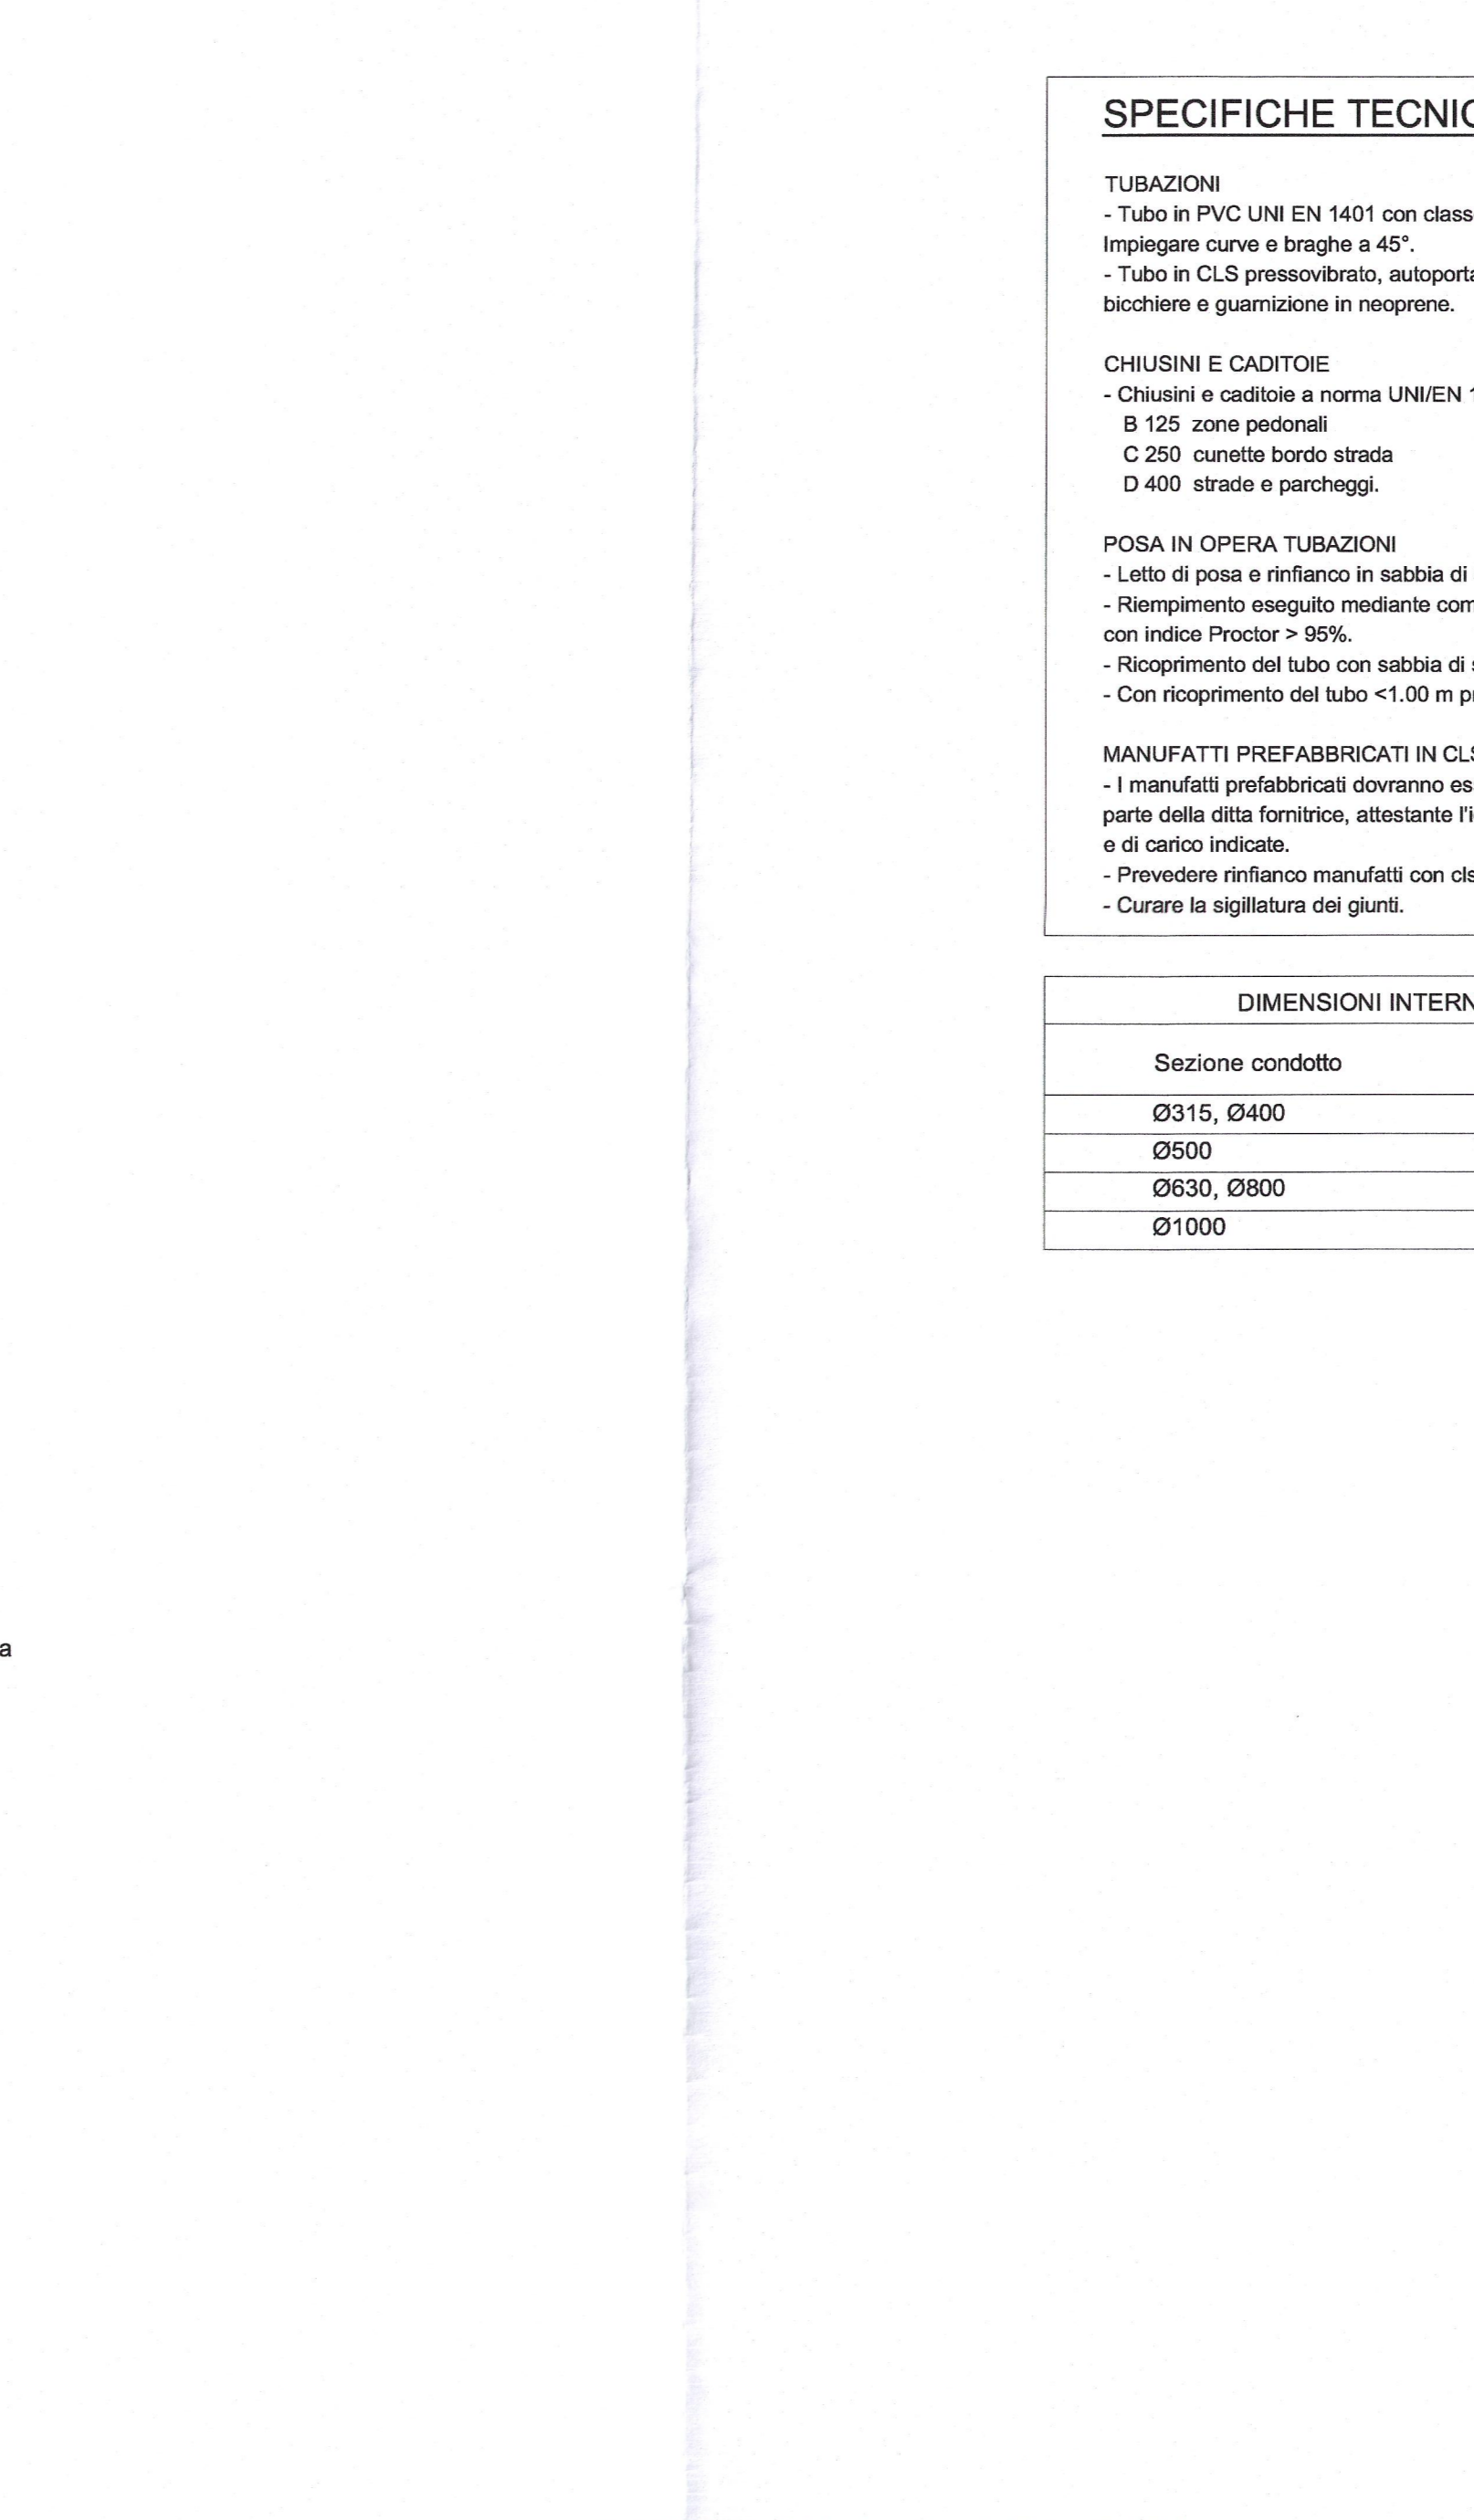 SPECIFICHE TECNIC
TUBAZIONI
- Tubo in PVC UNI EN 1401 con class
Impiegare curve e braghe a 45°.
- Tubo in CLS pressovibrato, autoporta
bicchiere e guarnizione in neoprene.
CHIUSINI E CADITOIE
- Chiusini e caditoie a norma UNI/EN 1
B 125 zone pedonali
C 250 cunette bordo strada
D 400 strade e parcheggi.
POSA IN OPERA TUBAZIONI
- Letto di posa e rinfianco in sabbia di
- Riempimento eseguito mediante com
con indice Proctor > 95%.
- Ricoprimento del tubo con sabbia di s
- Con ricoprimento del tubo <1.00 m pr
MANUFATTI PREFABBRICATI IN CLS
- I manufatti prefabbricati dovranno es
parte della ditta fornitrice, attestante l'i
e di carico indicate.
- Prevedere rinfianco manufatti con cls
- Curare la sigillatura dei giunti.
DIMENSIONI INTERN
Sezione condotto
Ø315, Ø400
Ø500
Ø630, Ø800
Ø1000
a